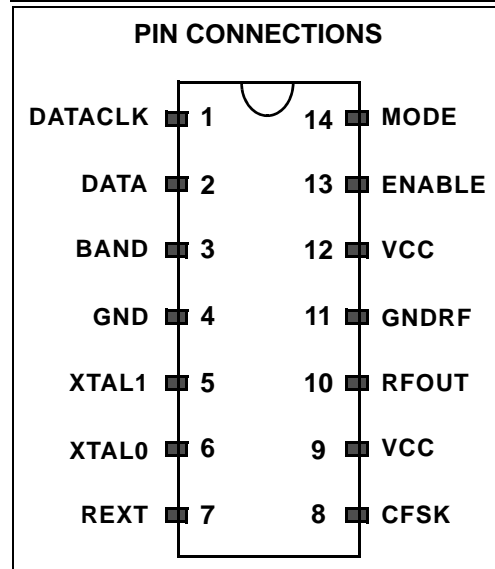 PIN CONNECTIONS
DATACLK 1 14 MODE
DATA 2 13 ENABLE
BAND 3 12 VCC
GND 4 11 GNDRF
XTAL1 5 10 RFOUT
XTAL0 6 9 VCC
REXT 7 8 CFSK